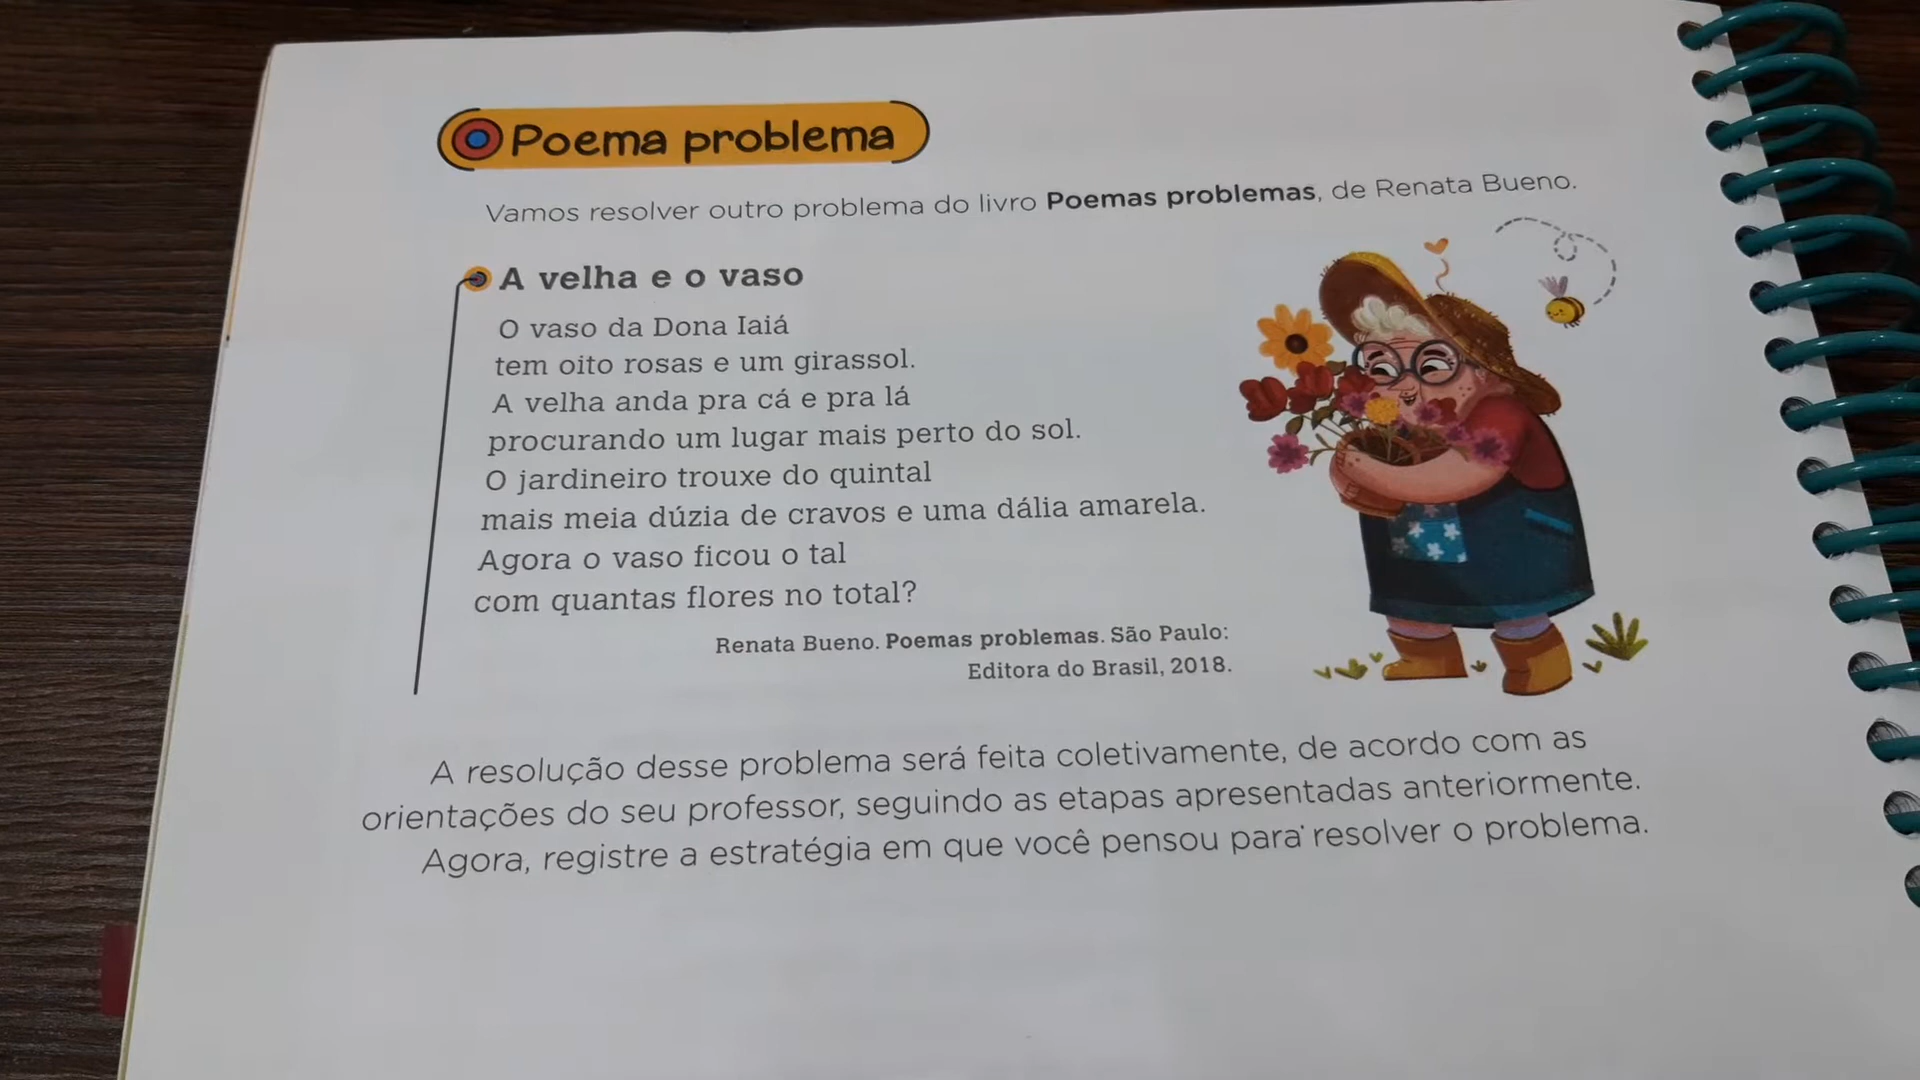 Poema problema
Vamos resolver outro problema do livro Poemas problemas, de Renata Bueno.
A velha e o vaso
O vaso da Dona Iaiá
tem oito rosas e um girassol.
A velha anda pra cá e pra lá
procurando um lugar mais perto do sol.
O jardineiro trouxe do quintal
mais meia dúzia de cravos e uma dália amarela.
Agora o vaso ficou o tal
com quantas flores no total?
Renata Bueno. Poemas problemas. São Paulo:
Editora do Brasil, 2018.
A resolução desse problema será feita coletivamente, de acordo com as
orientações do seu professor, seguindo as etapas apresentadas anteriormente.
Agora, registre a estratégia em que você pensou para resolver o problema.